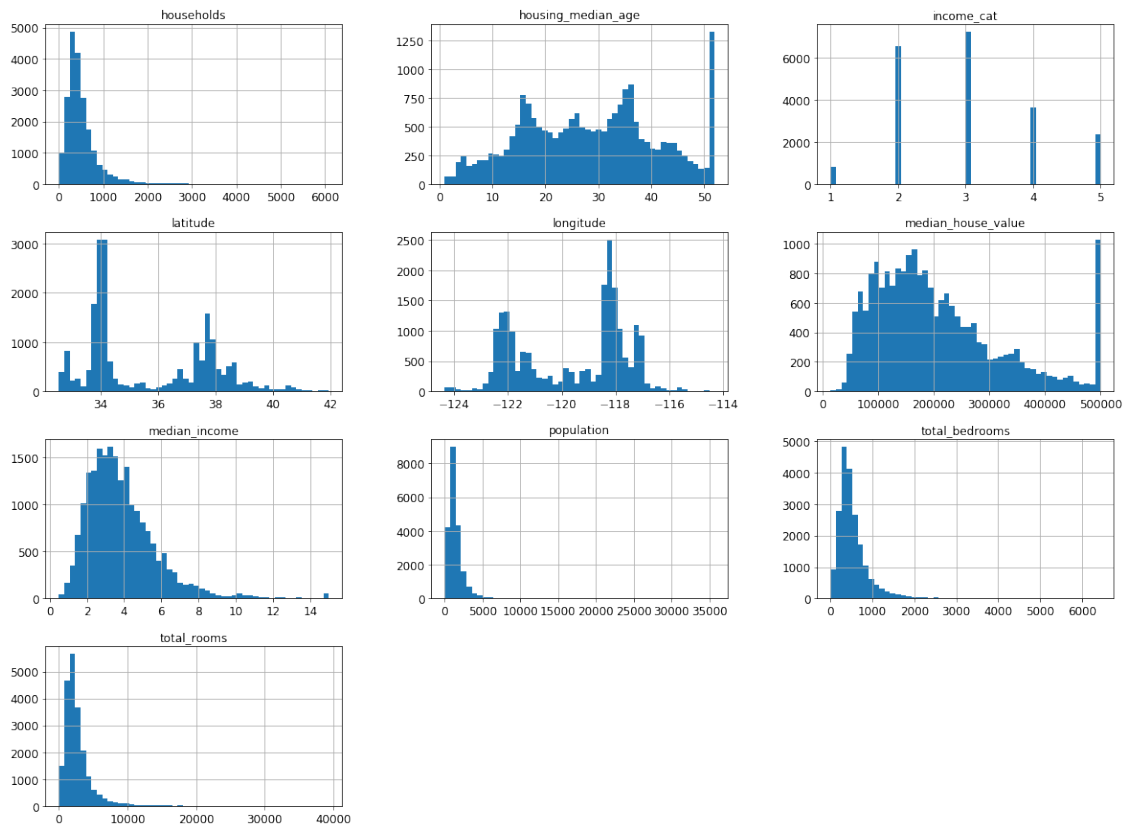 households
5000
4000
3000
2000
1000
0
0 1000 2000 3000 4000 5000 6000
housing_median_age
1250
1000
750
500
250
0
0 10 20 30 40 50
income_cat
6000
4000
2000
0
1 2 3 4 5
latitude
3000
2000
1000
0
34 36 38 40 42
longitude
2500
2000
1500
1000
500
0
−124 −122 −120 −118 −116 −114
median_house_value
1000
800
600
400
200
0
0 100000 200000 300000 400000 500000
median_income
1500
1000
500
0
0 2 4 6 8 10 12 14
population
8000
6000
4000
2000
0
0 5000 10000 15000 20000 25000 30000 35000
total_bedrooms
5000
4000
3000
2000
1000
0
0 1000 2000 3000 4000 5000 6000
total_rooms
5000
4000
3000
2000
1000
0
0 10000 20000 30000 40000